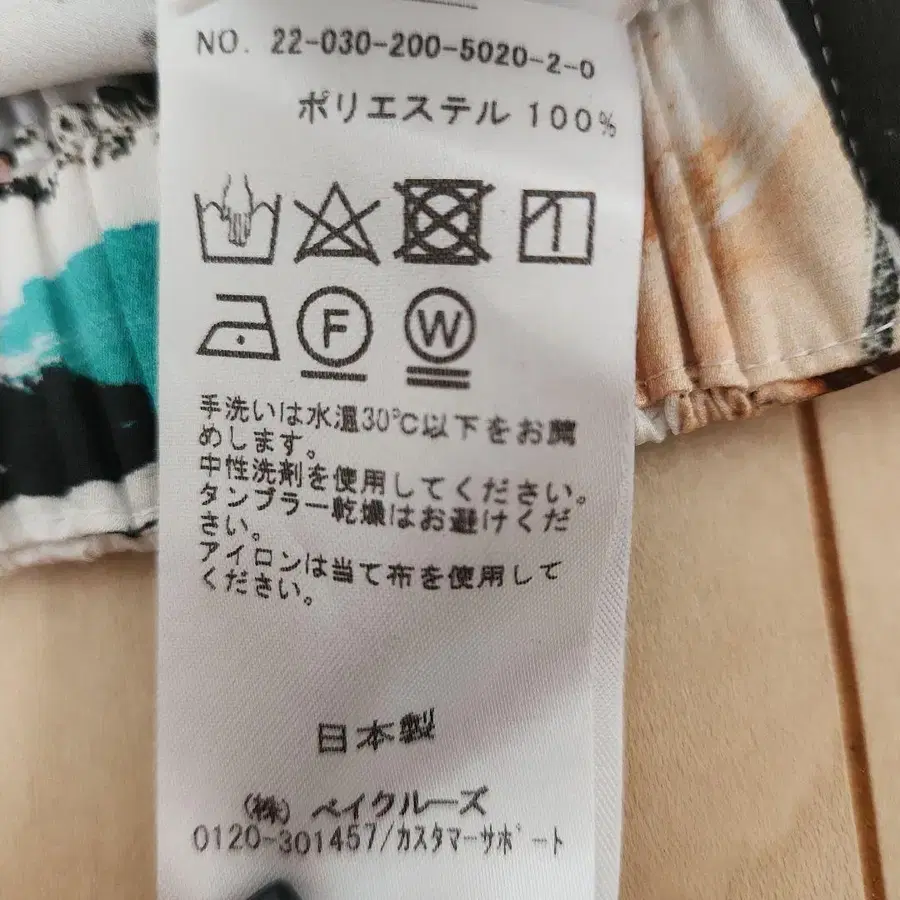 NO. 22-030-200-5020-2-0
ポリエステル 100%
F
W
手洗いは水温30℃以下をお薦
めします。
中性洗剤を使用してください。
タンブラー乾燥はお避けくだ
さい。
アイロンは当て布を使用して
ください。
日本製
(株) ベイクルーズ
0120-301457/カスタマーサポート